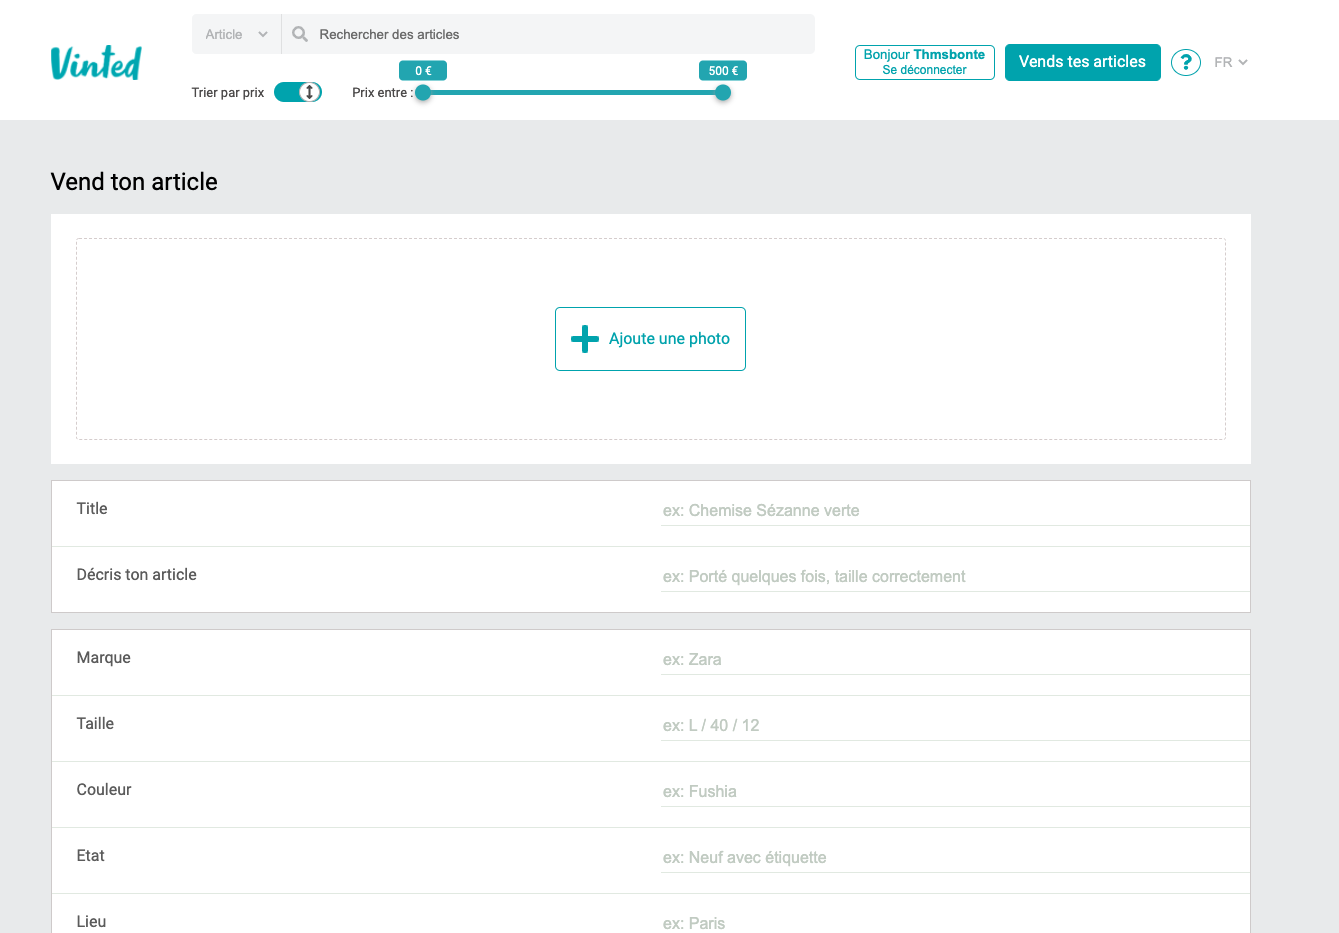 Vinted
Article
Rechercher des articles
0 €
500 €
Trier par prix
Prix entre :
Bonjour Thmsbonte
Se déconnecter
Vends tes articles
?
FR
Vend ton article
Ajoute une photo
Title
ex: Chemise Sézanne verte
Décris ton article
ex: Porté quelques fois, taille correctement
Marque
ex: Zara
Taille
ex: L / 40 / 12
Couleur
ex: Fushia
Etat
ex: Neuf avec étiquette
Lieu
ex: Paris